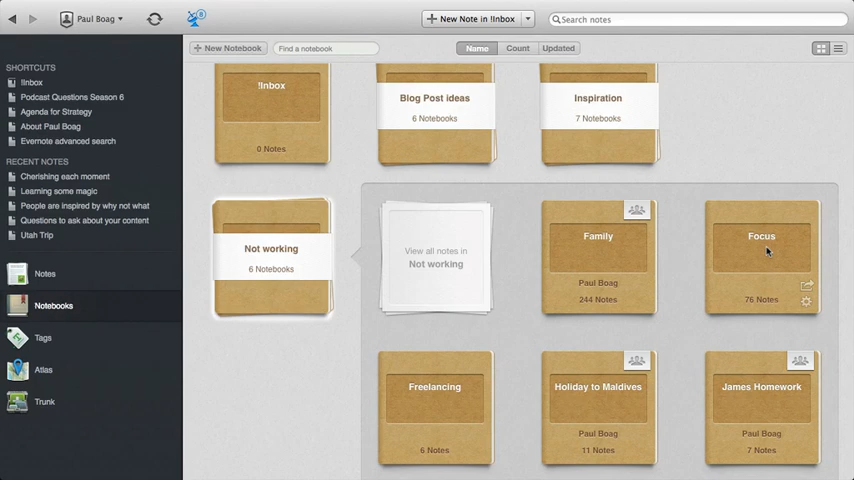 Paul Boag
New Note in !Inbox
Search notes
New Notebook
Find a notebook
Name
Count
Updated
SHORTCUTS
!Inbox
Podcast Questions Season 6
Agenda for Strategy
About Paul Boag
Evernote advanced search
RECENT NOTES
Cherishing each moment
Learning some magic
People are inspired by why not what
Questions to ask about your content
Utah Trip
Notes
Notebooks
Tags
Atlas
Trunk
!Inbox
0 Notes
Blog Post ideas
6 Notebooks
Inspiration
7 Notebooks
Not working
6 Notebooks
View all notes in
Not working
Family
Paul Boag
244 Notes
Focus
76 Notes
Freelancing
6 Notes
Holiday to Maldives
Paul Boag
11 Notes
James Homework
Paul Boag
7 Notes